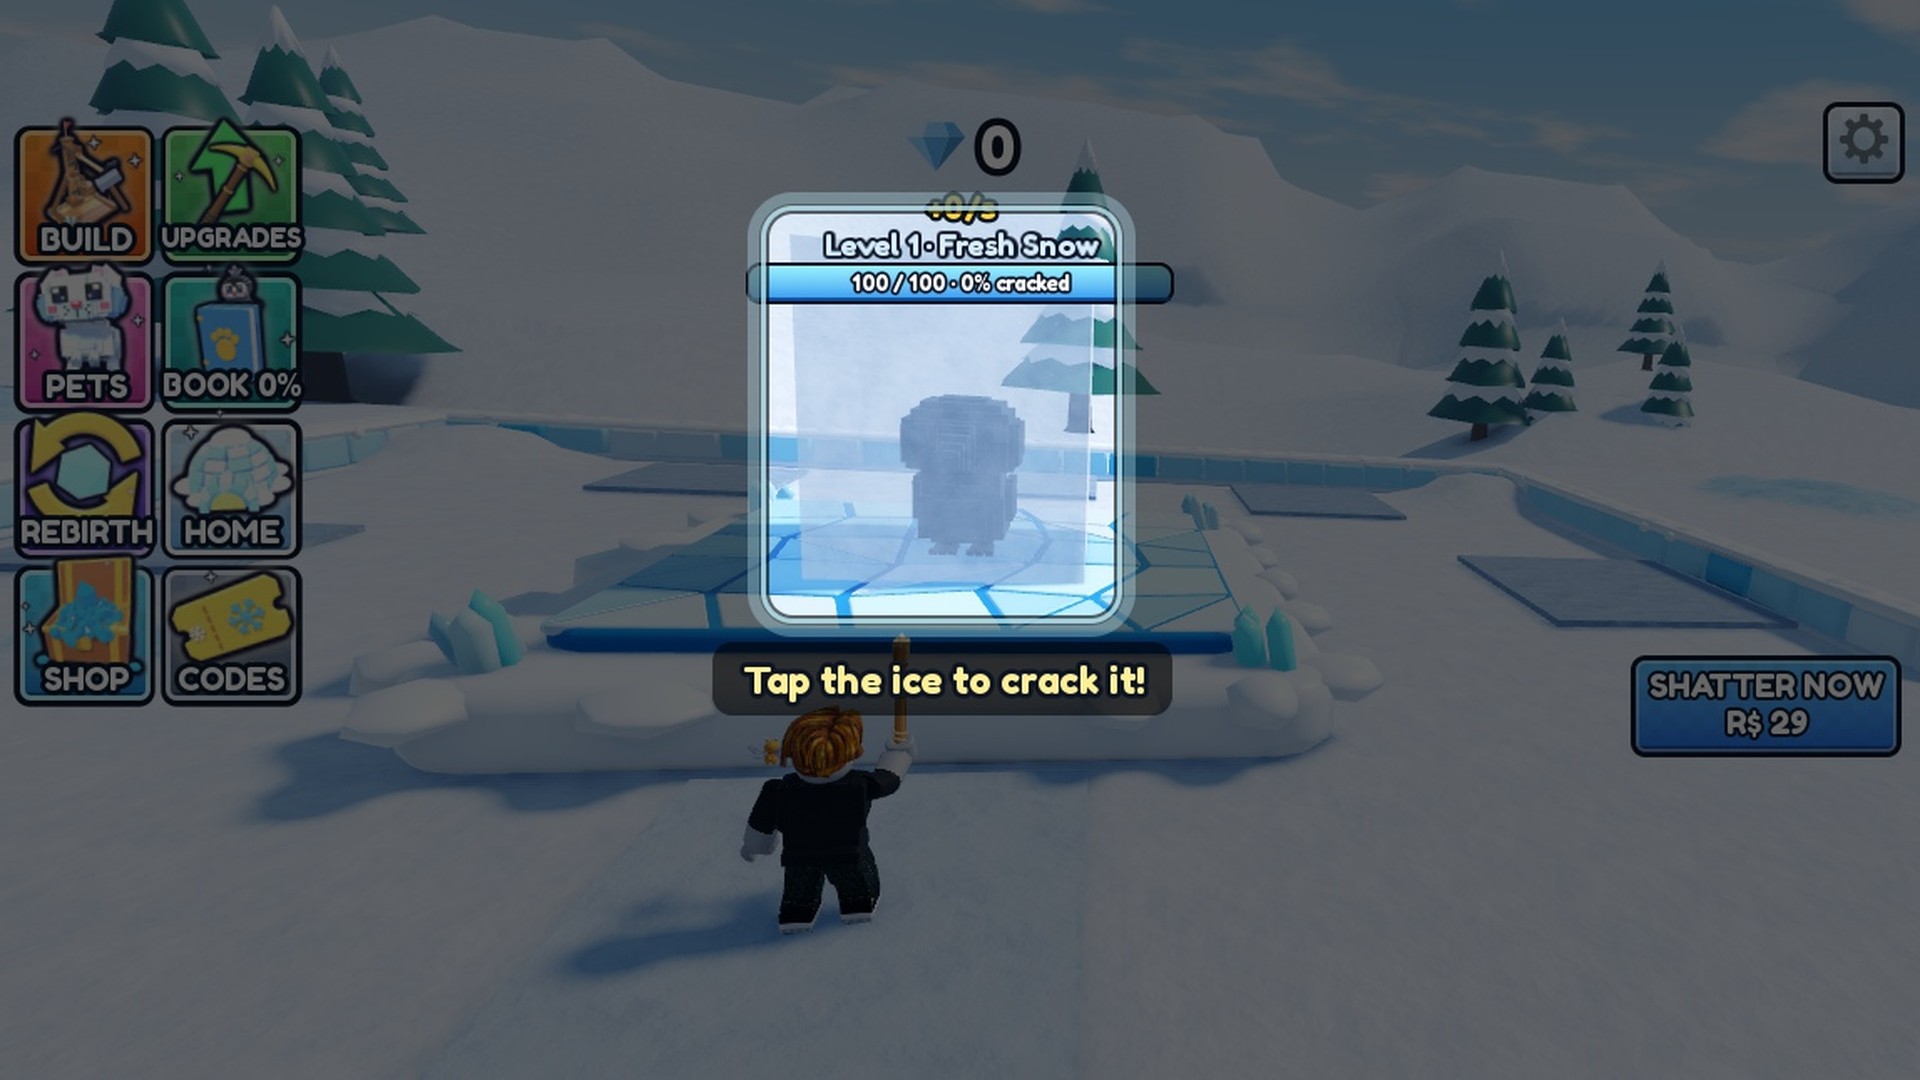 0
+0/s
Level 1 · Fresh Snow
100 / 100 · 0% cracked
BUILD
UPGRADES
PETS
BOOK 0%
REBIRTH
HOME
SHOP
CODES
Tap the ice to crack it!
SHATTER NOW
R$ 29